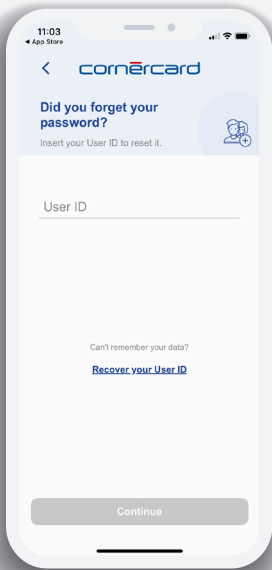 11:03
◀ App Store
cornèrcard
Did you forget your
password?
Insert your User ID to reset it.
User ID
Can't remember your data?
Recover your User ID
Continue